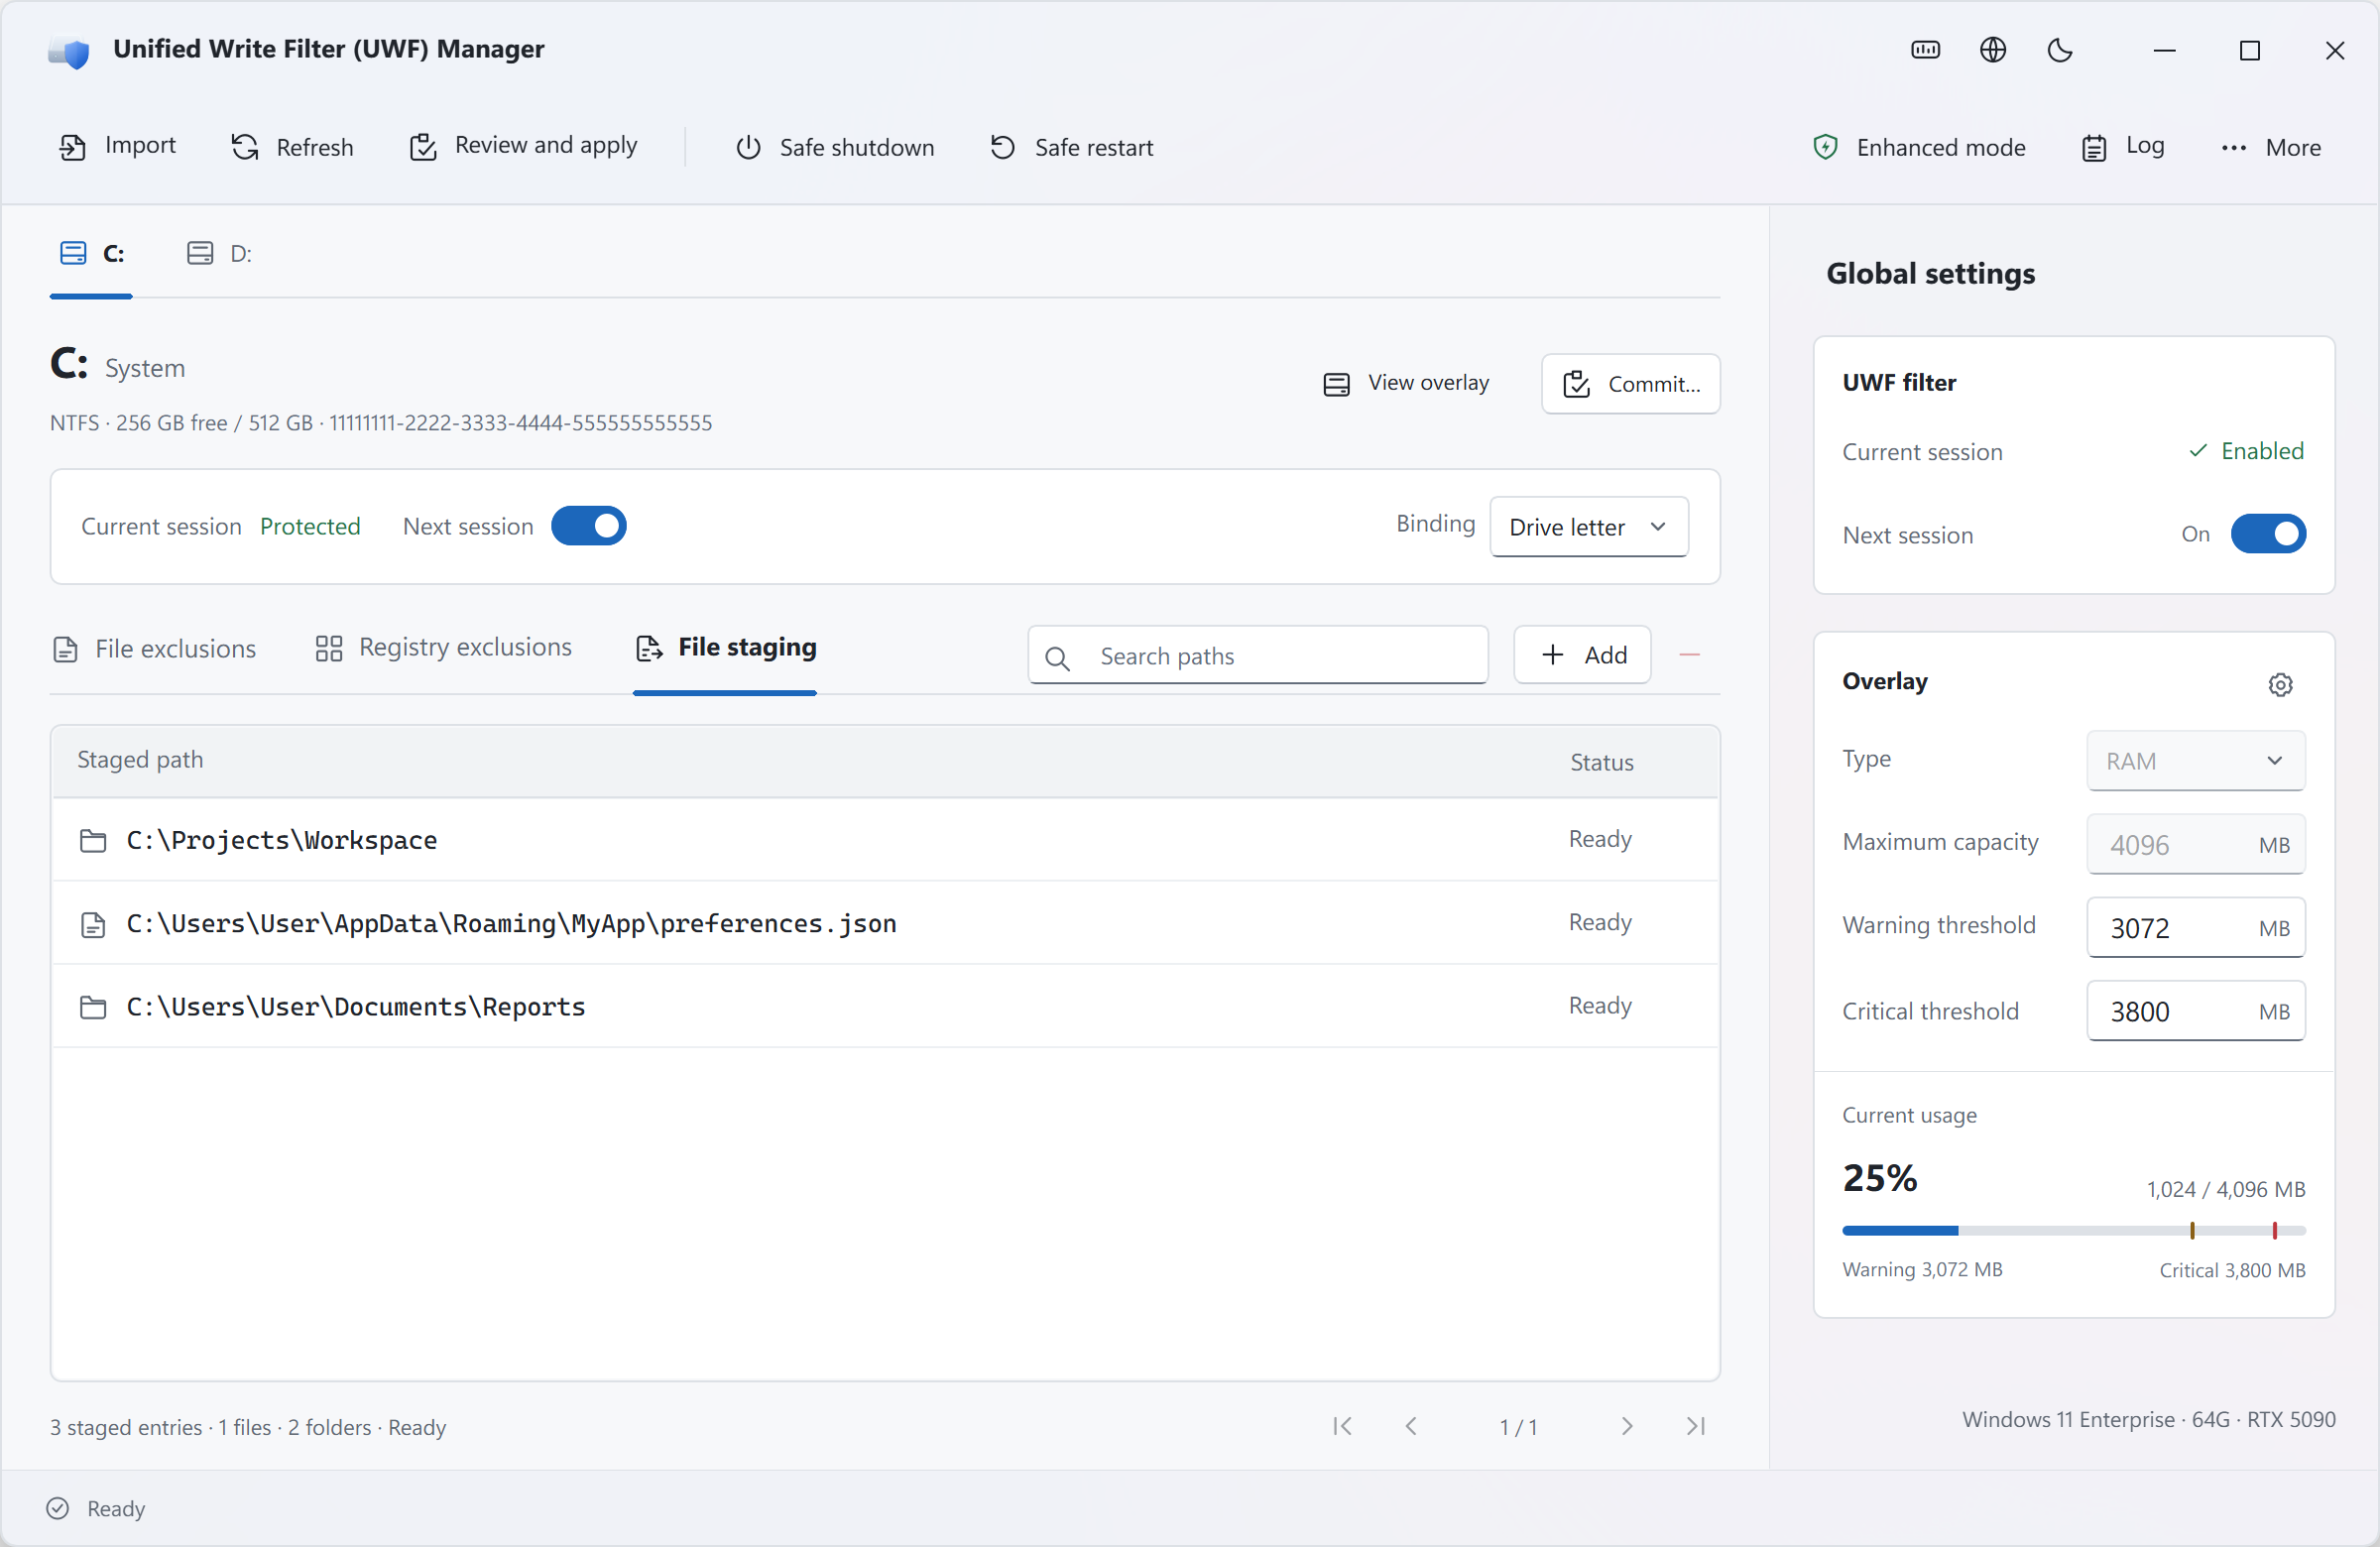 Unified Write Filter (UWF) Manager
Import Refresh Review and apply Safe shutdown Safe restart Enhanced mode Log More
C: D:
C: System
View overlay Commit...
NTFS · 256 GB free / 512 GB · 11111111-2222-3333-4444-555555555555
Current session Protected Next session Binding Drive letter
File exclusions Registry exclusions File staging Search paths Add
Staged path Status
C:\Projects\Workspace Ready
C:\Users\User\AppData\Roaming\MyApp\preferences.json Ready
C:\Users\User\Documents\Reports Ready
3 staged entries · 1 files · 2 folders · Ready 1 / 1
Global settings
UWF filter
Current session Enabled
Next session On
Overlay
Type RAM
Maximum capacity 4096 MB
Warning threshold 3072 MB
Critical threshold 3800 MB
Current usage
25% 1,024 / 4,096 MB
Warning 3,072 MB Critical 3,800 MB
Windows 11 Enterprise · 64G · RTX 5090
Ready